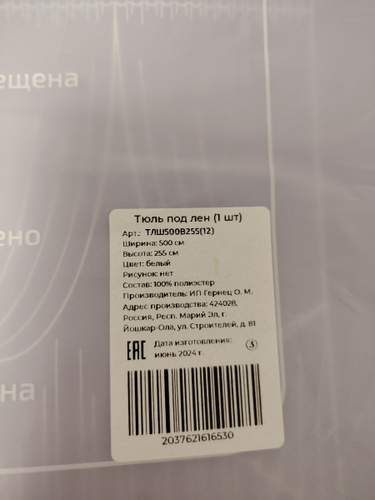 ещена
ено
на
Тюль под лен (1 шт)
Арт.: ТЛШ500В255(12)
Ширина: 500 см
Высота: 255 см
Цвет: белый
Рисунок: нет
Состав: 100% полиэстер
Производитель: ИП Гернец О. М.
Адрес производства: 424028,
Россия, Респ. Марий Эл, г.
Йошкар-Ола, ул. Строителей, д. 81
ЕАС Дата изготовления: 3
июнь 2024 г.
2037621616530